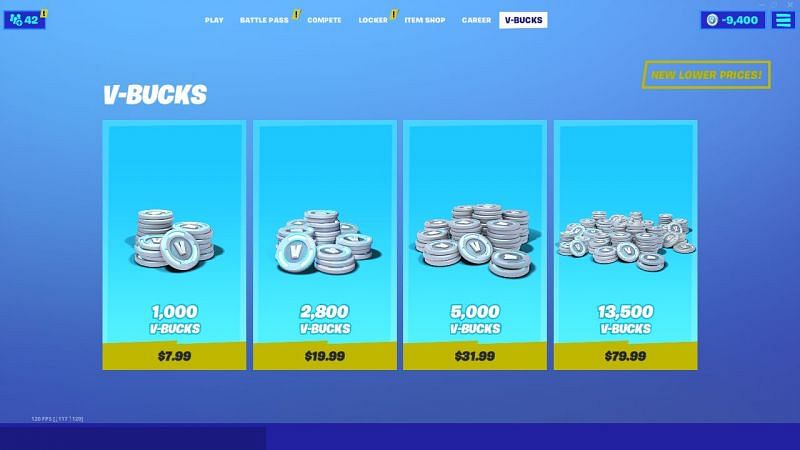 42
!
PLAY
BATTLE PASS
!
COMPETE
LOCKER
!
ITEM SHOP
CAREER
V-BUCKS
-9,400
NEW LOWER PRICES!
V-BUCKS
1,000
V-BUCKS
$7.99
2,800
V-BUCKS
$19.99
5,000
V-BUCKS
$31.99
13,500
V-BUCKS
$79.99
120 FPS [ 117 | 120]